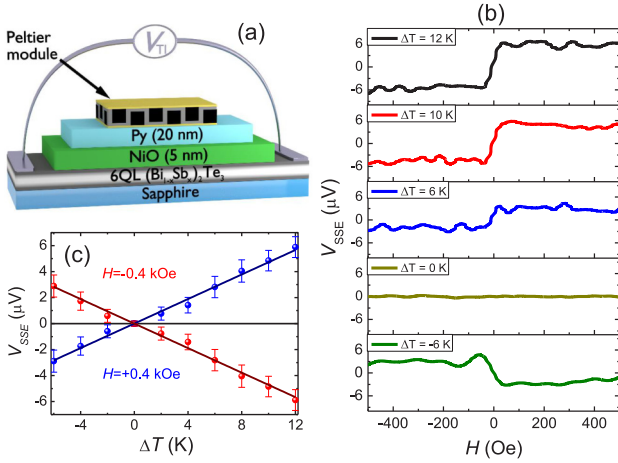 (a)
V_TI
Peltier
module
Py (20 nm)
NiO (5 nm)
6QL (Bi₁₋ₓSbₓ)₂Te₃
Sapphire
(c)
V_SSE (μV)
6
4
2
0
-2
-4
-6
H=-0.4 kOe
H=+0.4 kOe
-4 0 4 8 12
ΔT (K)
(b)
V_SSE (μV)
ΔT = 12 K
6
0
-6
ΔT = 10 K
6
0
-6
ΔT = 6 K
6
0
-6
ΔT = 0 K
6
0
-6
ΔT = -6 K
6
0
-6
-400 -200 0 200 400
H (Oe)